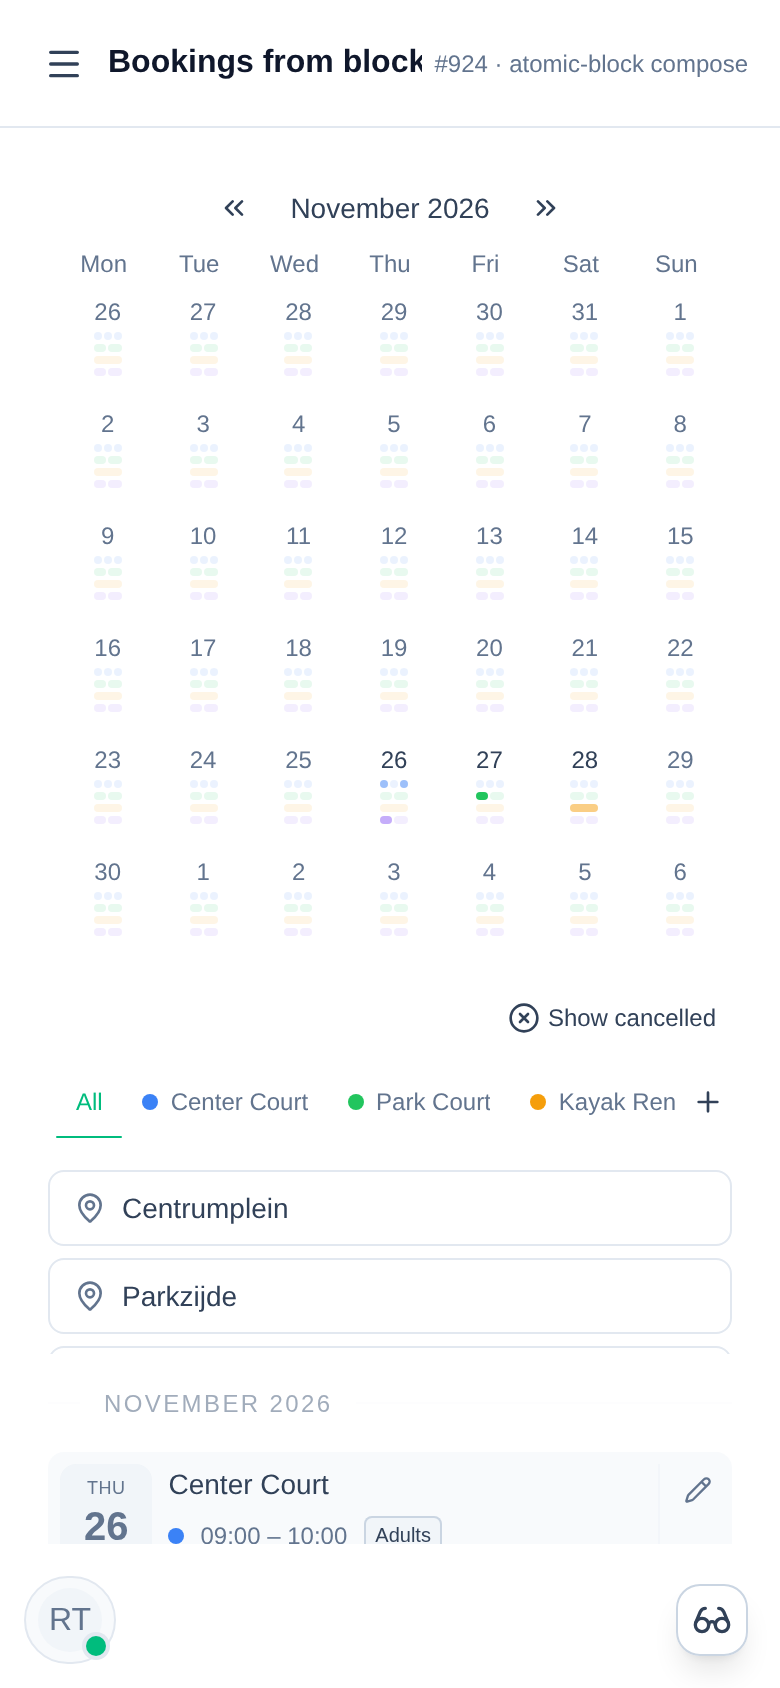 Bookings from block #924 · atomic-block compose
November 2026
Mon Tue Wed Thu Fri Sat Sun
26 27 28 29 30 31 1
2 3 4 5 6 7 8
9 10 11 12 13 14 15
16 17 18 19 20 21 22
23 24 25 26 27 28 29
30 1 2 3 4 5 6
Show cancelled
All Center Court Park Court Kayak Ren
Centrumplein
Parkzijde
NOVEMBER 2026
THU Center Court
26 09:00 – 10:00 Adults
RT